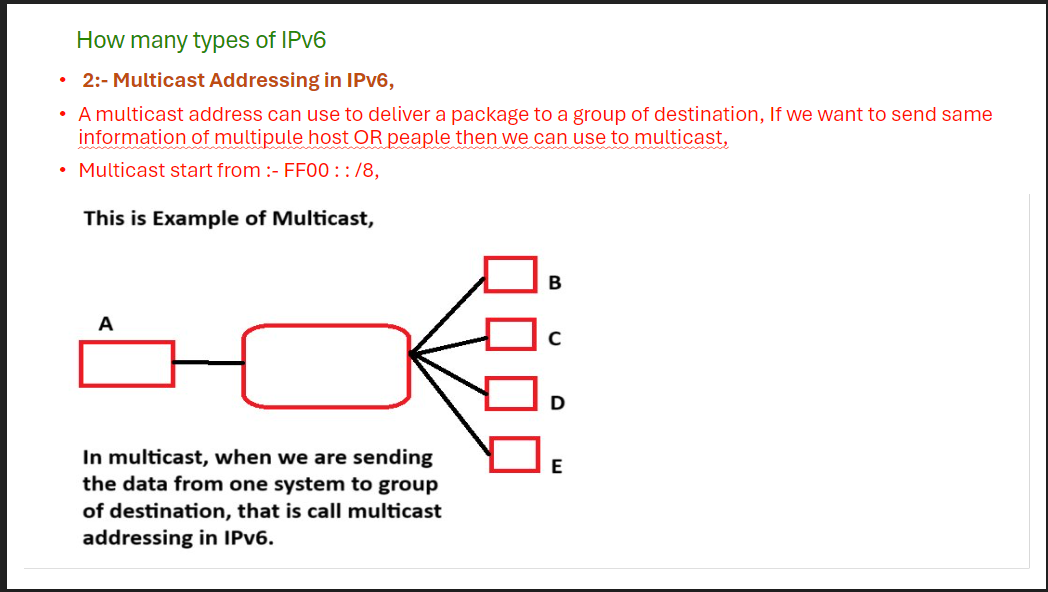 How many types of IPv6
• 2:- Multicast Addressing in IPv6,
• A multicast address can use to deliver a package to a group of destination, If we want to send same
information of multipule host OR peaple then we can use to multicast,
• Multicast start from :- FF00 : : /8,
This is Example of Multicast,
A
B
C
D
E
In multicast, when we are sending
the data from one system to group
of destination, that is call multicast
addressing in IPv6.